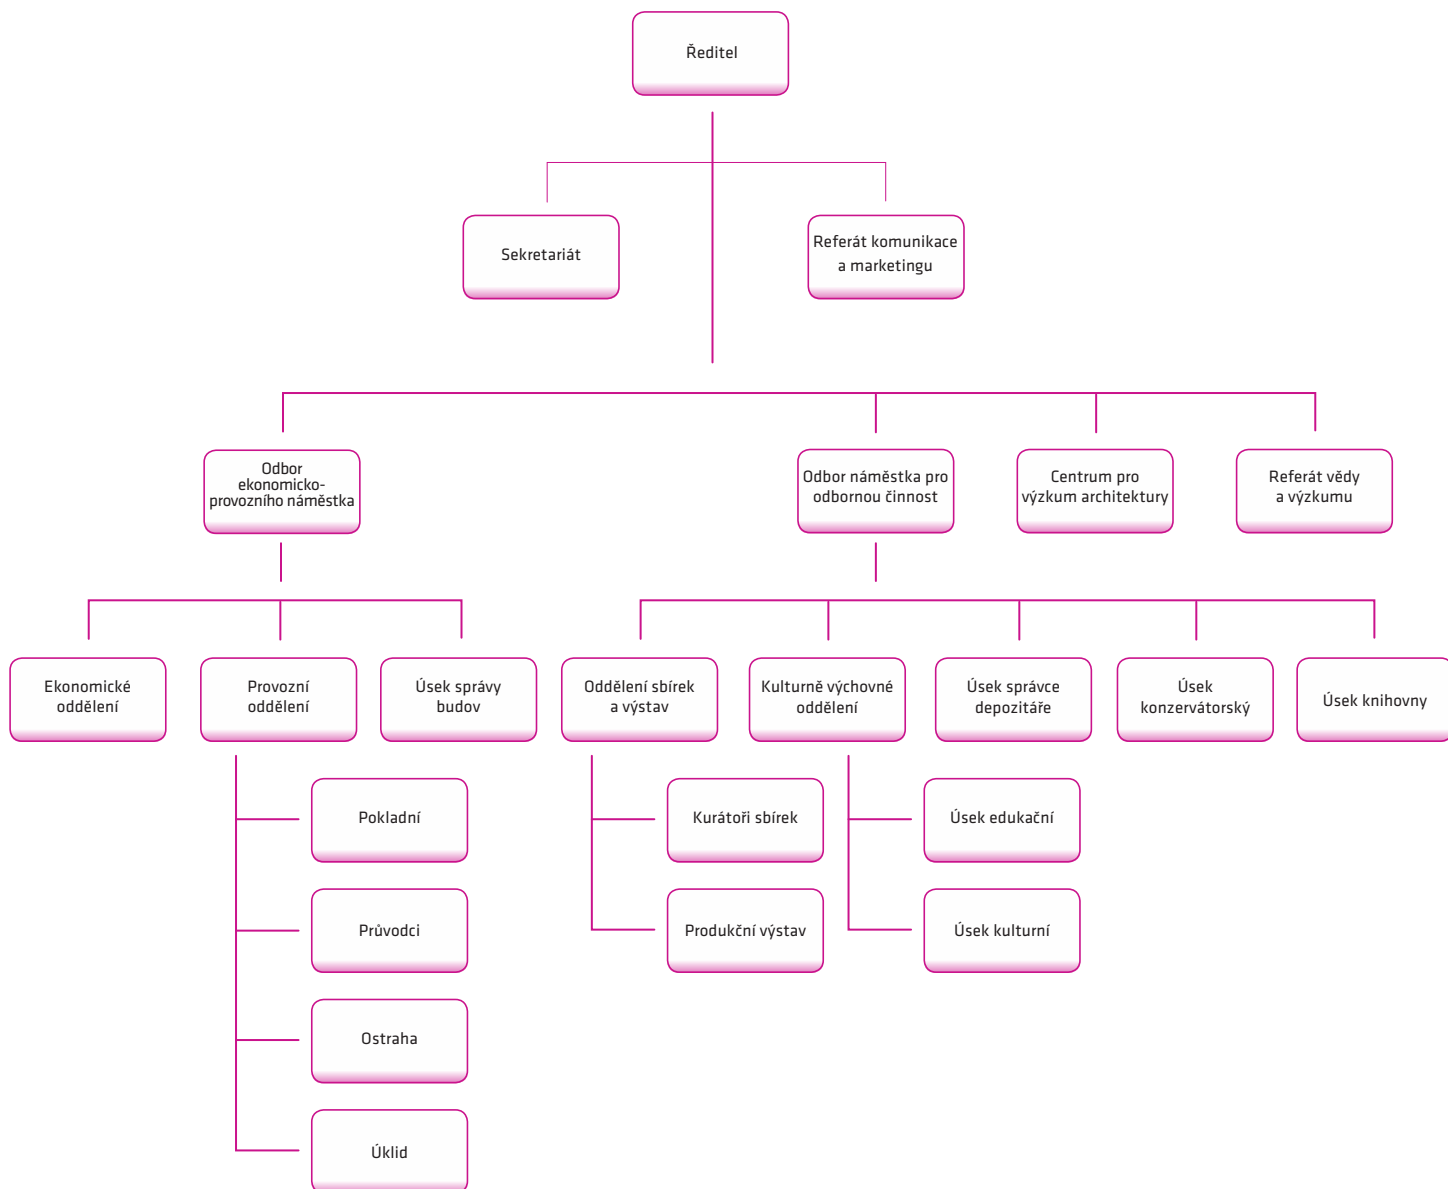 Ředitel
Sekretariát
Referát komunikace
a marketingu
Odbor
ekonomicko-
provozního náměstka
Odbor náměstka pro
odbornou činnost
Centrum pro
výzkum architektury
Referát vědy
a výzkumu
Ekonomické
oddělení
Provozní
oddělení
Úsek správy
budov
Oddělení sbírek
a výstav
Kulturně výchovné
oddělení
Úsek správce
depozitáře
Úsek
konzervátorský
Úsek knihovny
Pokladní
Kurátoři sbírek
Úsek edukační
Průvodci
Produkční výstav
Úsek kulturní
Ostraha
Úklid